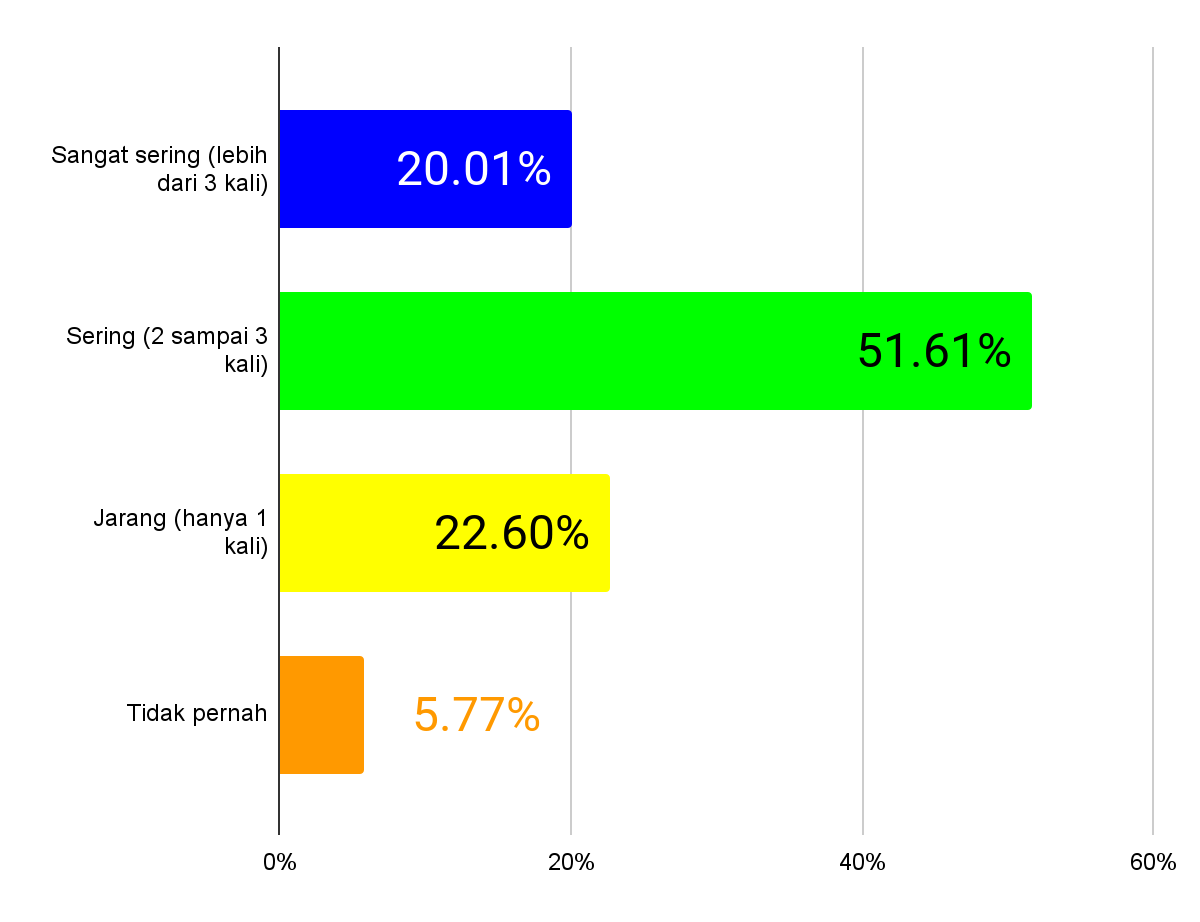 Sangat sering (lebih
dari 3 kali)
20.01%
Sering (2 sampai 3
kali)
51.61%
Jarang (hanya 1
kali)
22.60%
Tidak pernah
5.77%
0%
20%
40%
60%